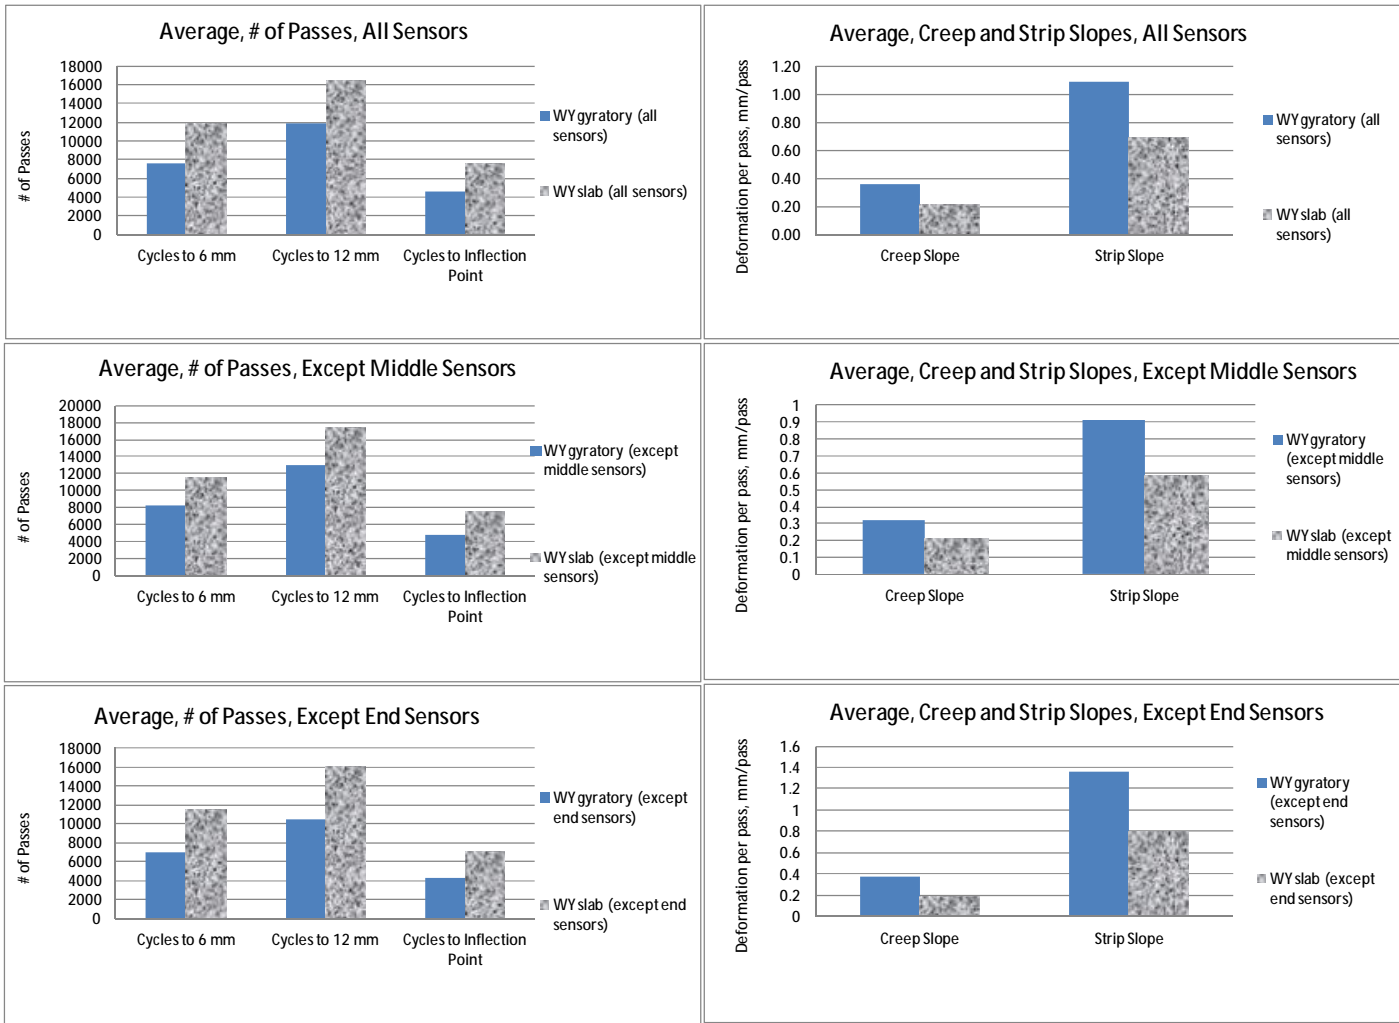 Average, # of Passes, All Sensors
# of Passes
18000
16000
14000
12000
10000
8000
6000
4000
2000
0
Cycles to 6 mm
Cycles to 12 mm
Cycles to Inflection
Point
WY gyratory (all
sensors)
WY slab (all sensors)
Average, Creep and Strip Slopes, All Sensors
Deformation per pass, mm/pass
1.20
1.00
0.80
0.60
0.40
0.20
0.00
Creep Slope
Strip Slope
WY gyratory (all
sensors)
WY slab (all
sensors)
Average, # of Passes, Except Middle Sensors
# of Passes
20000
18000
16000
14000
12000
10000
8000
6000
4000
2000
0
Cycles to 6 mm
Cycles to 12 mm
Cycles to Inflection
Point
WY gyratory (except
middle sensors)
WY slab (except middle
sensors)
Average, Creep and Strip Slopes, Except Middle Sensors
Deformation per pass, mm/pass
1
0.9
0.8
0.7
0.6
0.5
0.4
0.3
0.2
0.1
0
Creep Slope
Strip Slope
WY gyratory
(except middle
sensors)
WY slab (except
middle sensors)
Average, # of Passes, Except End Sensors
# of Passes
18000
16000
14000
12000
10000
8000
6000
4000
2000
0
Cycles to 6 mm
Cycles to 12 mm
Cycles to Inflection
Point
WY gyratory (except
end sensors)
WY slab (except end
sensors)
Average, Creep and Strip Slopes, Except End Sensors
Deformation per pass, mm/pass
1.6
1.4
1.2
1
0.8
0.6
0.4
0.2
0
Creep Slope
Strip Slope
WY gyratory
(except end
sensors)
WY slab (except
end sensors)